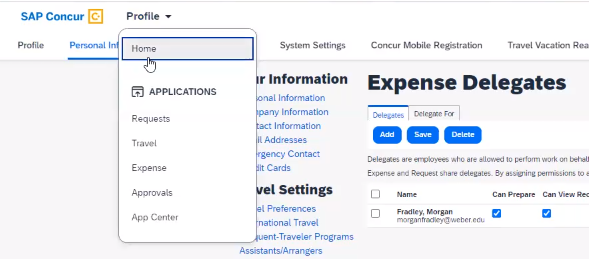 SAP Concur C
Profile
Profile
Personal Inf
System Settings
Concur Mobile Registration
Travel Vacation Rea
Home
APPLICATIONS
Requests
Travel
Expense
Approvals
App Center
ur Information
sonal Information
mpany Information
ntact Information
ail Addresses
ergency Contact
dit Cards
vel Settings
el Preferences
rnational Travel
quent-Traveler Programs
Assistants/Arrangers
Expense Delegates
Delegates
Delegate For
Add
Save
Delete
Delegates are employees who are allowed to perform work on behal
Expense and Request share delegates. By assigning permissions to a
Name
Can Prepare
Can View Rec
Fradley, Morgan
morganfradley@weber.edu